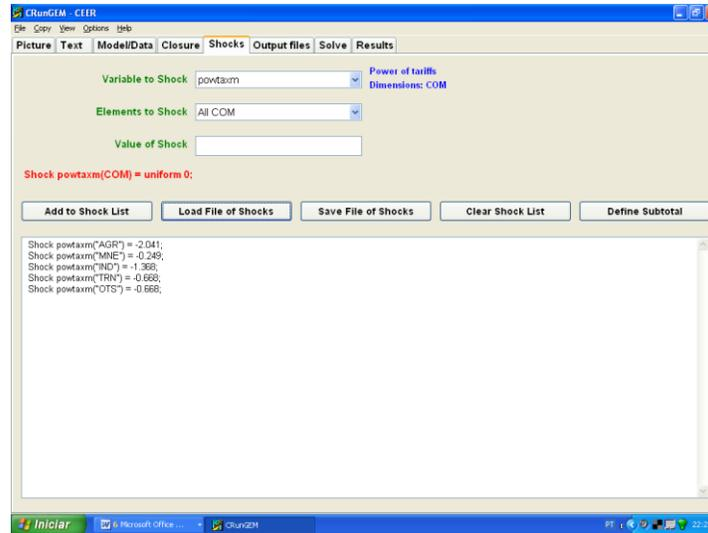 CRunGEM - CEER
File Copy View Options Help
Picture Text Model/Data Closure Shocks Output files Solve Results
Variable to Shock powtaxm
Power of tariffs
Dimensions: COM
Elements to Shock All COM
Value of Shock
Shock powtaxm(COM) = uniform 0;
Add to Shock List Load File of Shocks Save File of Shocks Clear Shock List Define Subtotal
Shock powtaxm("AGR") = -2.041;
Shock powtaxm("MNE") = -0.249;
Shock powtaxm("IND") = -1.368;
Shock powtaxm("TRN") = -0.668;
Shock powtaxm("OTS") = -0.668;
Iniciar 6 Microsoft Office ... CRunGEM PT